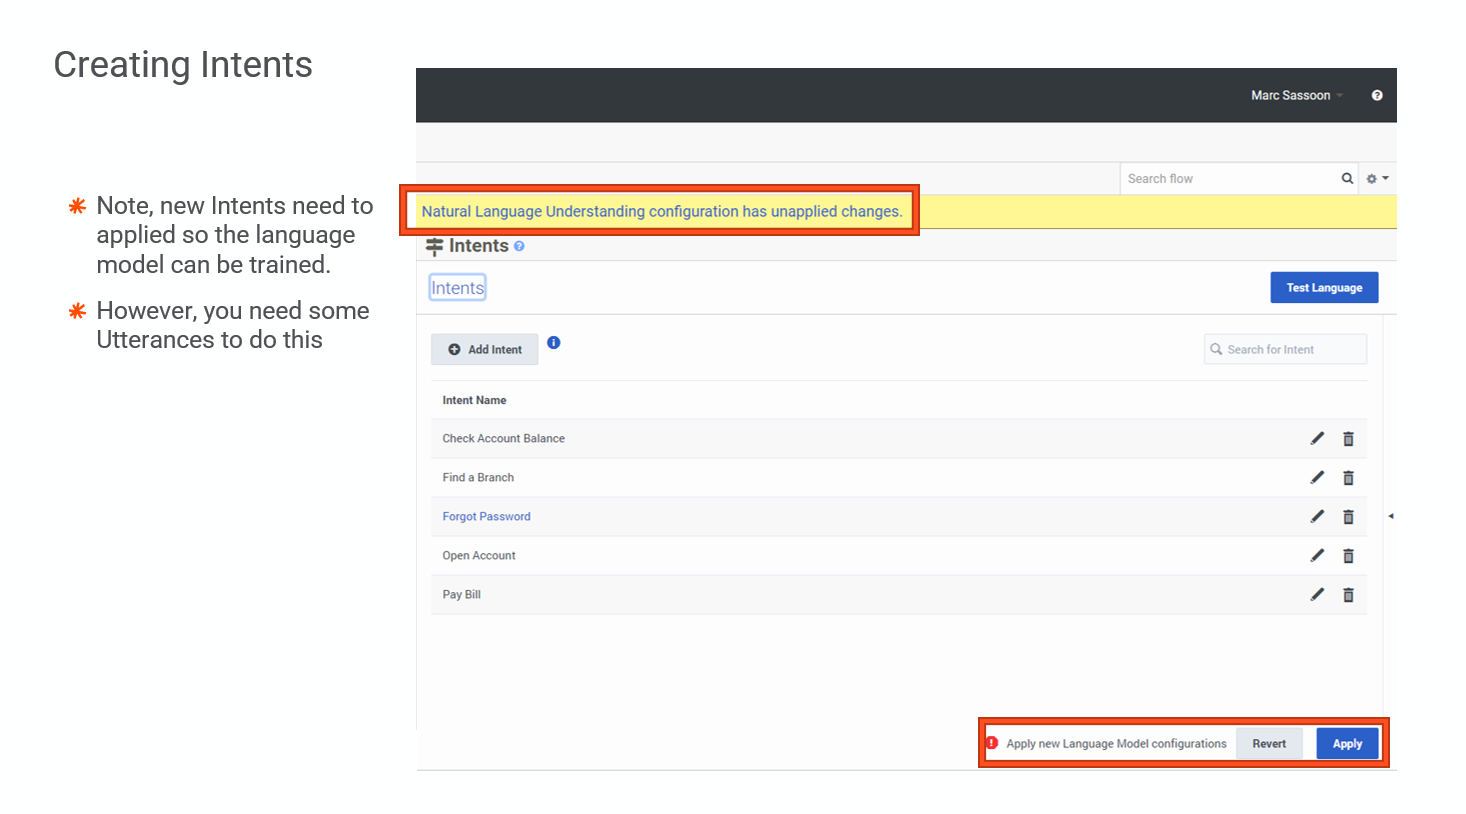 Creating Intents
Note, new Intents need to
applied so the language
model can be trained.
However, you need some
Utterances to do this
Marc Sassoon
Search flow
Natural Language Understanding configuration has unapplied changes.
Intents
Intents
Test Language
Add Intent
Search for Intent
Intent Name
Check Account Balance
Find a Branch
Forgot Password
Open Account
Pay Bill
Apply new Language Model configurations
Revert
Apply